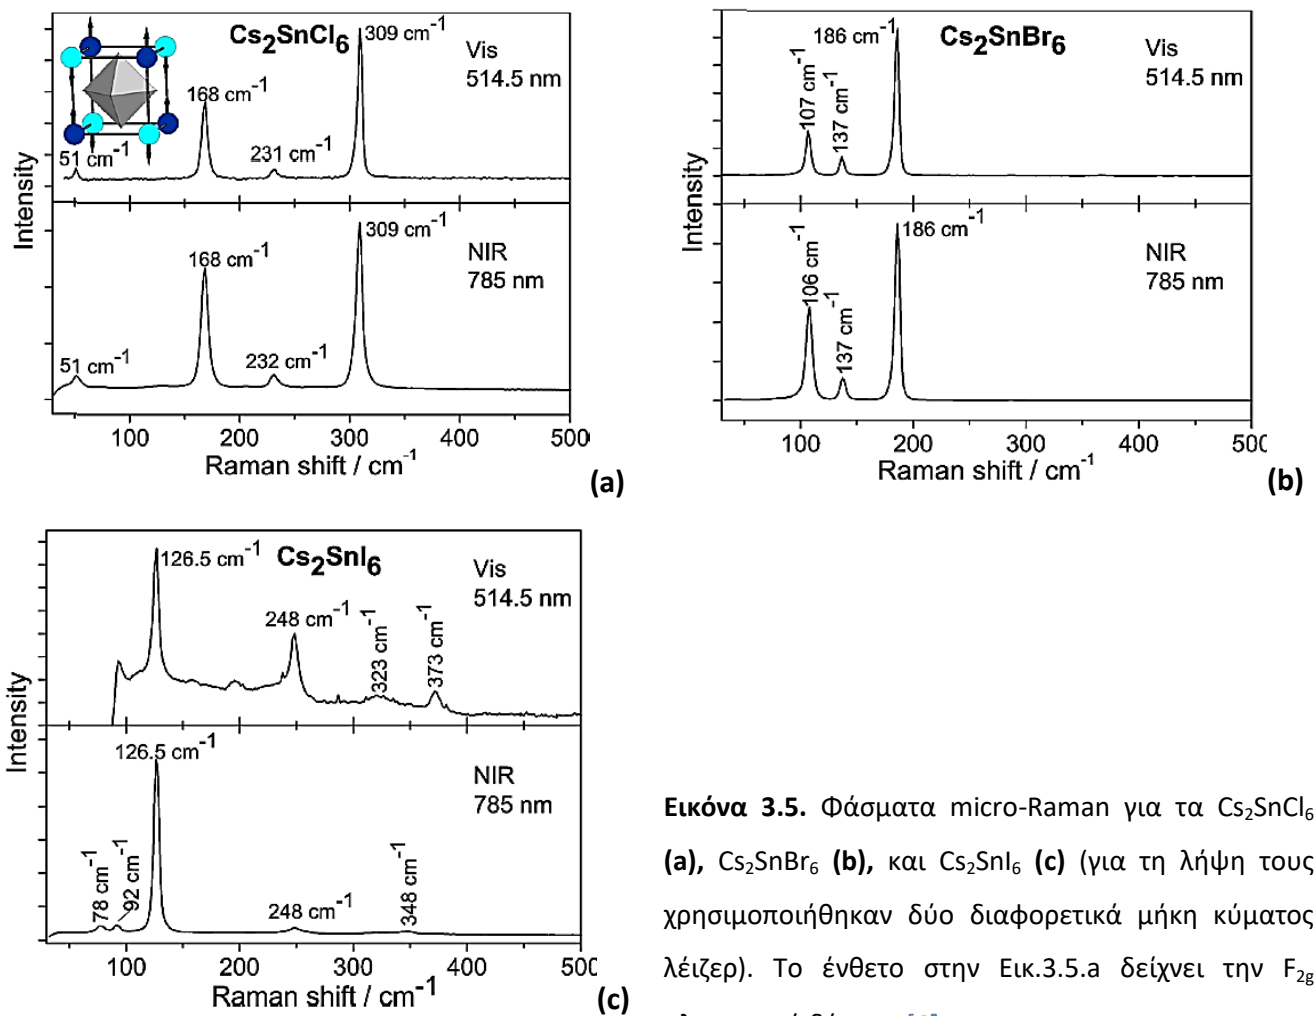 Cs2SnCl6
309 cm-1
Vis
514.5 nm
168 cm-1
51 cm-1
231 cm-1
Intensity
309 cm-1
NIR
785 nm
168 cm-1
51 cm-1
232 cm-1
100 200 300 400 500
Raman shift / cm-1
(a)
186 cm-1
Cs2SnBr6
Vis
514.5 nm
107 cm-1
137 cm-1
Intensity
186 cm-1
NIR
785 nm
106 cm-1
137 cm-1
100 200 300 400 500
Raman shift / cm-1
(b)
126.5 cm-1
Cs2SnI6
Vis
514.5 nm
248 cm-1
323 cm-1
373 cm-1
Intensity
126.5 cm-1
NIR
785 nm
78 cm-1
92 cm-1
248 cm-1
348 cm-1
100 200 300 400 500
Raman shift / cm-1
(c)
Εικόνα 3.5. Φάσματα micro-Raman για τα Cs2SnCl6
(a), Cs2SnBr6 (b), και Cs2SnI6 (c) (για τη λήψη τους
χρησιμοποιήθηκαν δύο διαφορετικά μήκη κύματος
λέιζερ). Το ένθετο στην Εικ.3.5.a δείχνει την F2g